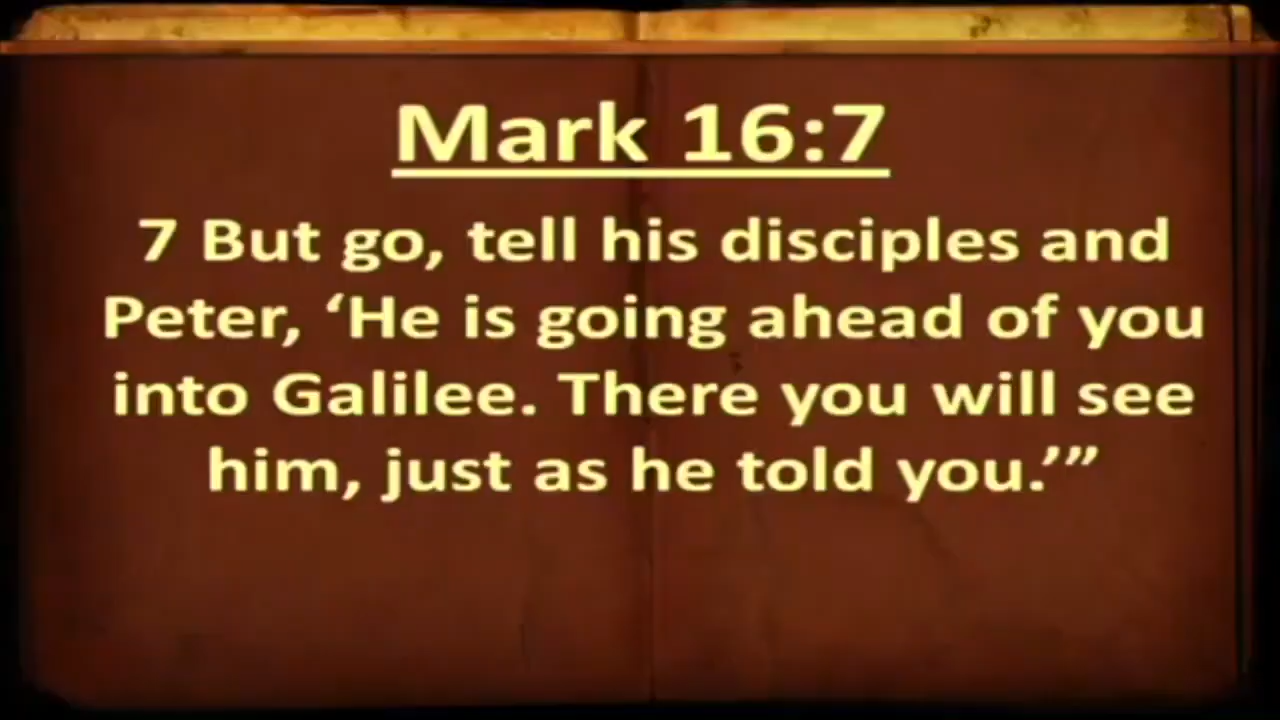 Mark 16:7
7 But go, tell his disciples and
Peter, ‘He is going ahead of you
into Galilee. There you will see
him, just as he told you.’”